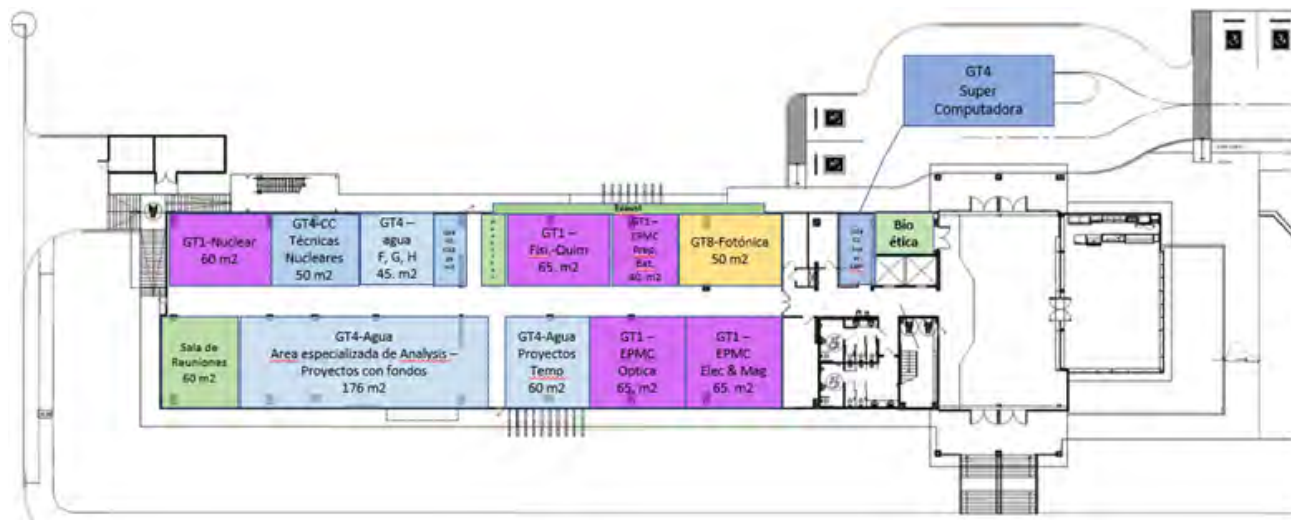 GT4
Super
Computadora
Exaust
GT1-Nuclear
60 m2
GT4-CC
Técnicas
Nucleares
50 m2
GT4 –
agua
F, G, H
45. m2
GT1 –
Fisi.-Quim
65. m2
GT1 –
EPMC
Prep.
Ext.
40. m2
GT8-Fotónica
50 m2
Bio
ética
Sala de
Reuniones
60 m2
GT4-Agua
Area especializada de Analysis –
Proyectos con fondos
176 m2
GT4-Agua
Proyectos
Temo
60 m2
GT1 –
EPMC
Optica
65. m2
GT1 –
EPMC
Elec & Mag
65. m2